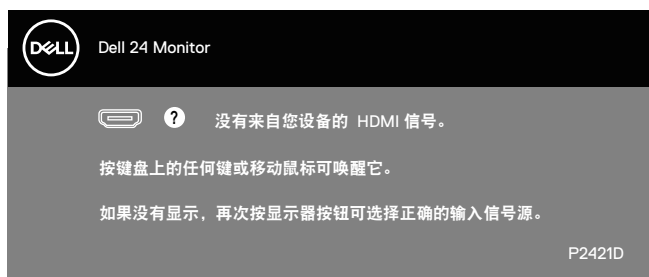 DELL
Dell 24 Monitor
? 没有来自您设备的 HDMI 信号。
按键盘上的任何键或移动鼠标可唤醒它。
如果没有显示，再次按显示器按钮可选择正确的输入信号源。
P2421D